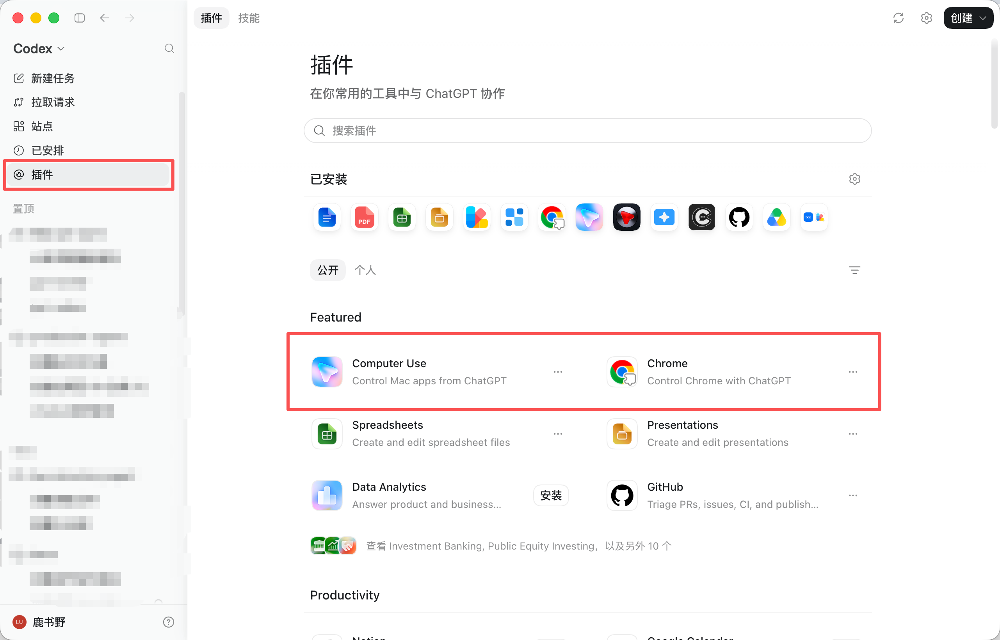 插件 技能
创建
Codex
新建任务
拉取请求
站点
已安排
插件
置顶
LU 鹿书野
插件
在你常用的工具中与 ChatGPT 协作
搜索插件
已安装
PDF
box
公开 个人
Featured
Computer Use
Control Mac apps from ChatGPT
Chrome
Control Chrome with ChatGPT
Spreadsheets
Create and edit spreadsheet files
Presentations
Create and edit presentations
Data Analytics
Answer product and business...
安装
GitHub
Triage PRs, issues, CI, and publish...
查看 Investment Banking, Public Equity Investing, 以及另外 10 个
Productivity